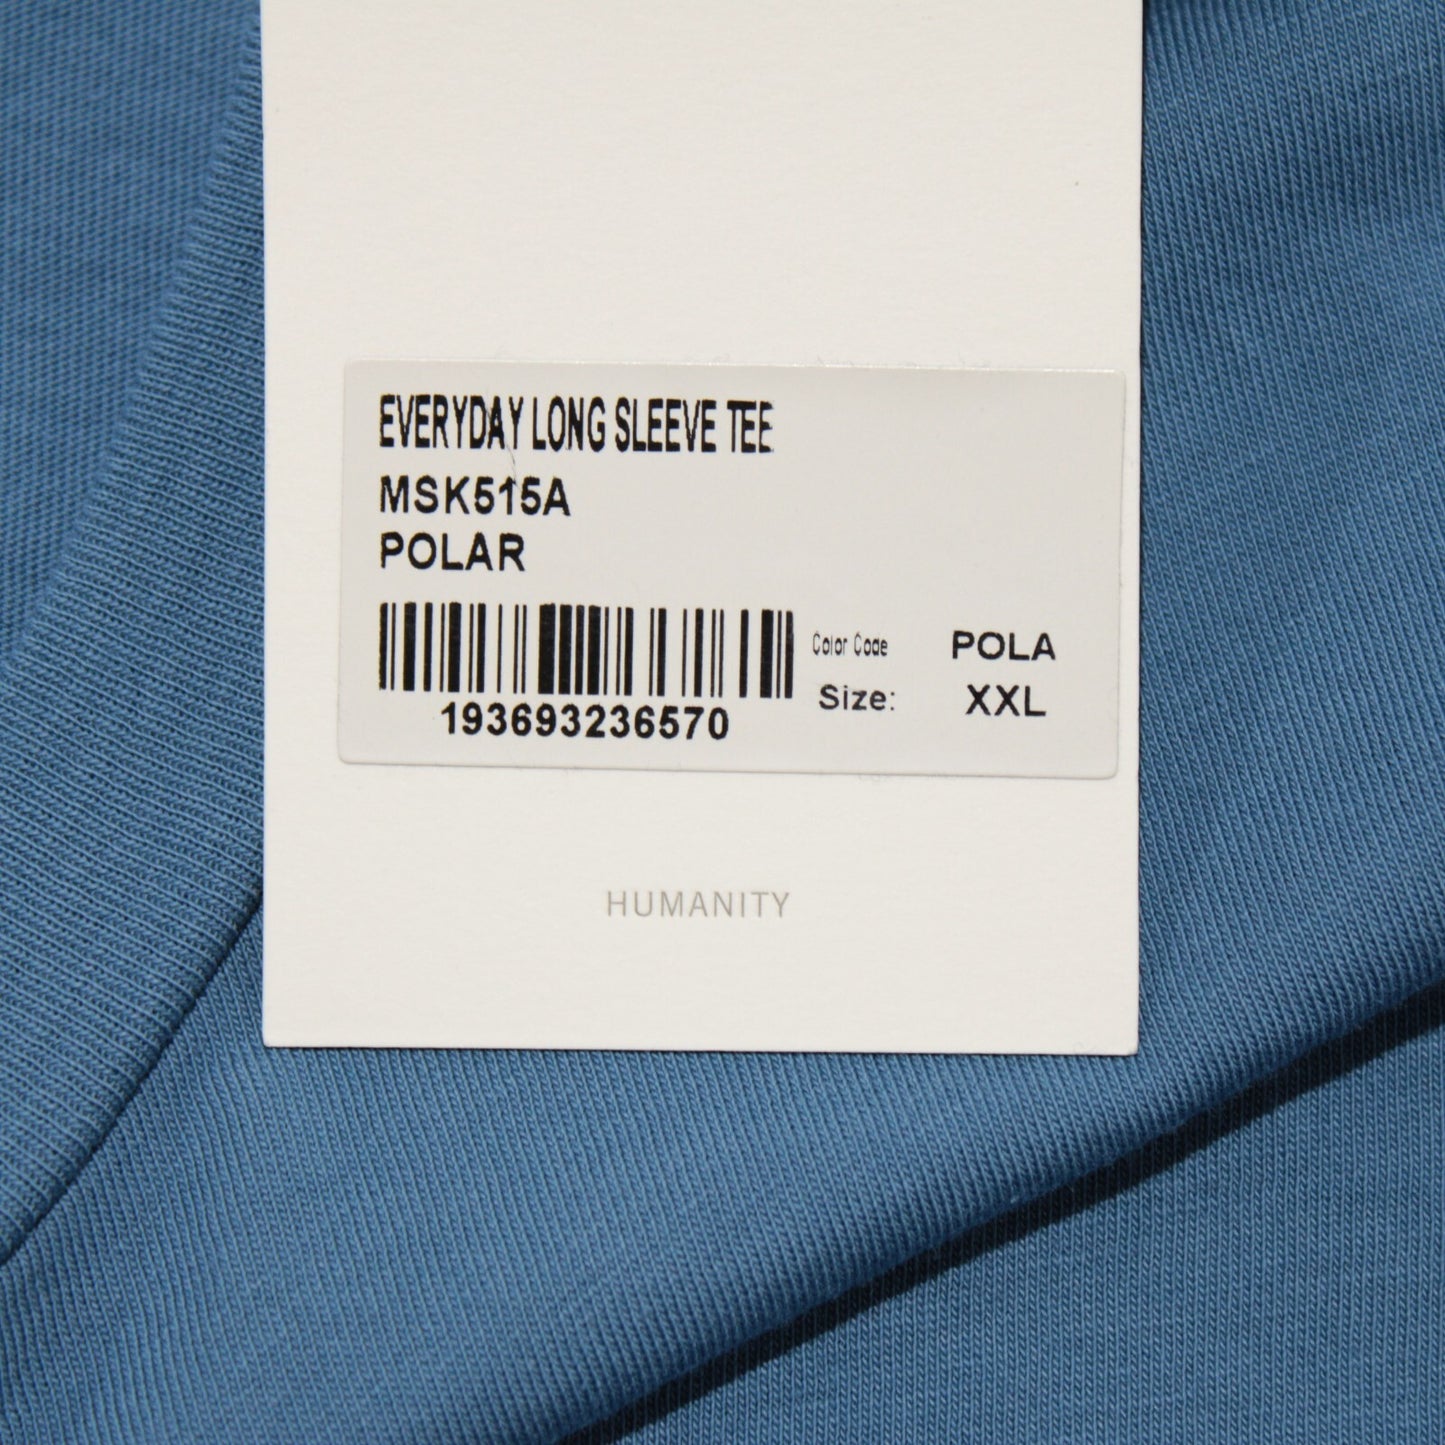 EVERYDAY LONG SLEEVE TEE
MSK515A
POLAR
Color Code POLA
Size: XXL
193693236570
HUMANITY